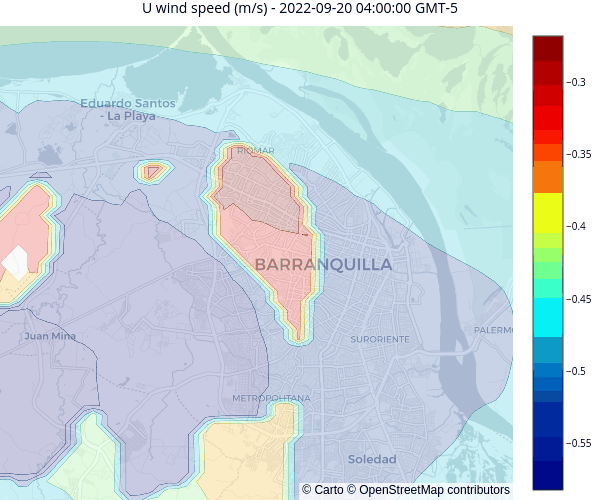 U wind speed (m/s) - 2022-09-20 04:00:00 GMT-5
Eduardo Santos
- La Playa
RIOMAR
BARRANQUILLA
Juan Mina
SURORIENTE
PALERMO
METROPOLITANA
Soledad
© Carto © OpenStreetMap contributors
−0.3
−0.35
−0.4
−0.45
−0.5
−0.55